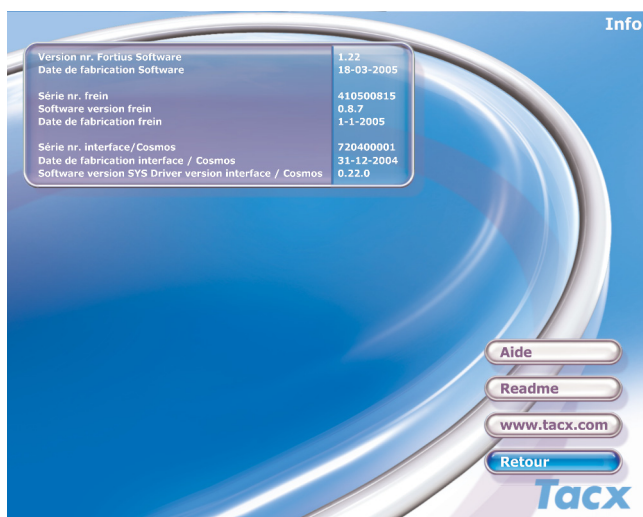 Info
Version nr. Fortius Software 1.22
Date de fabrication Software 18-03-2005
Série nr. frein 410500815
Software version frein 0.8.7
Date de fabrication frein 1-1-2005
Série nr. interface/Cosmos 720400001
Date de fabrication interface / Cosmos 31-12-2004
Software version SYS Driver version interface / Cosmos 0.22.0
Aide
Readme
www.tacx.com
Retour
Tacx